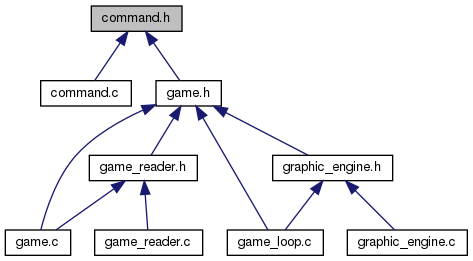 command.h
command.c
game.h
game_reader.h
graphic_engine.h
game.c
game_reader.c
game_loop.c
graphic_engine.c